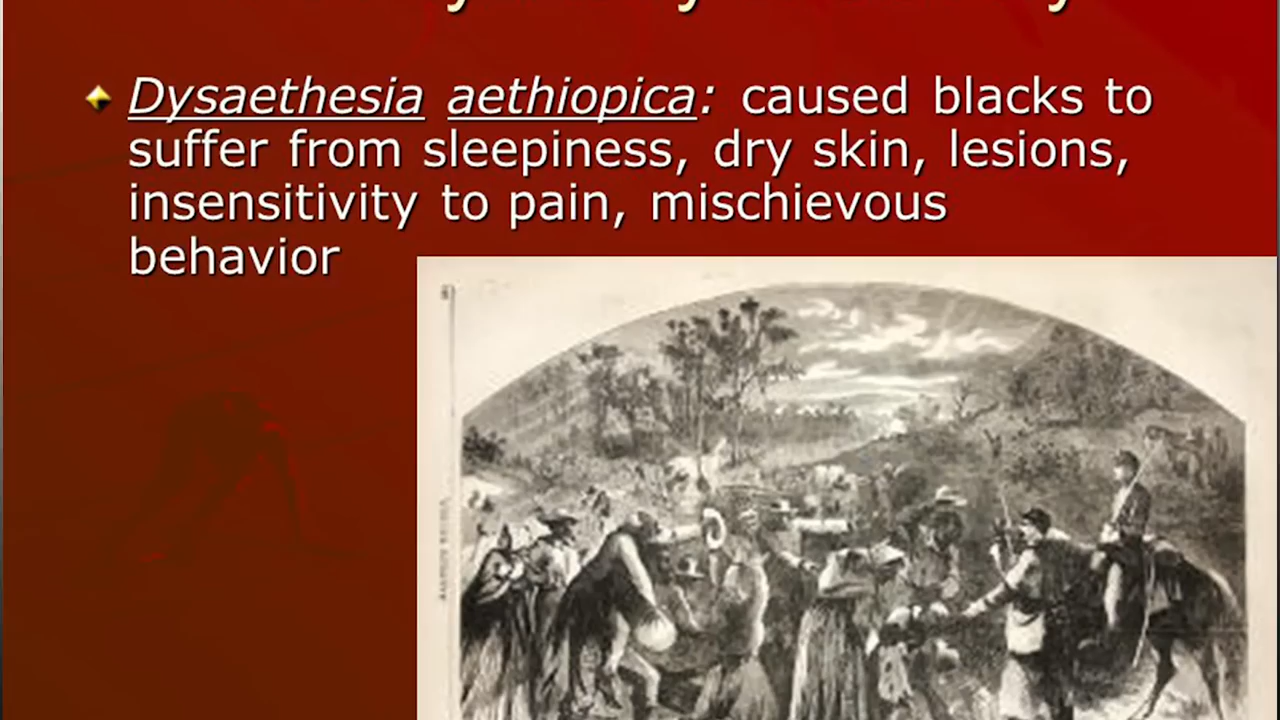 Dysaethesia aethiopica: caused blacks to
suffer from sleepiness, dry skin, lesions,
insensitivity to pain, mischievous
behavior